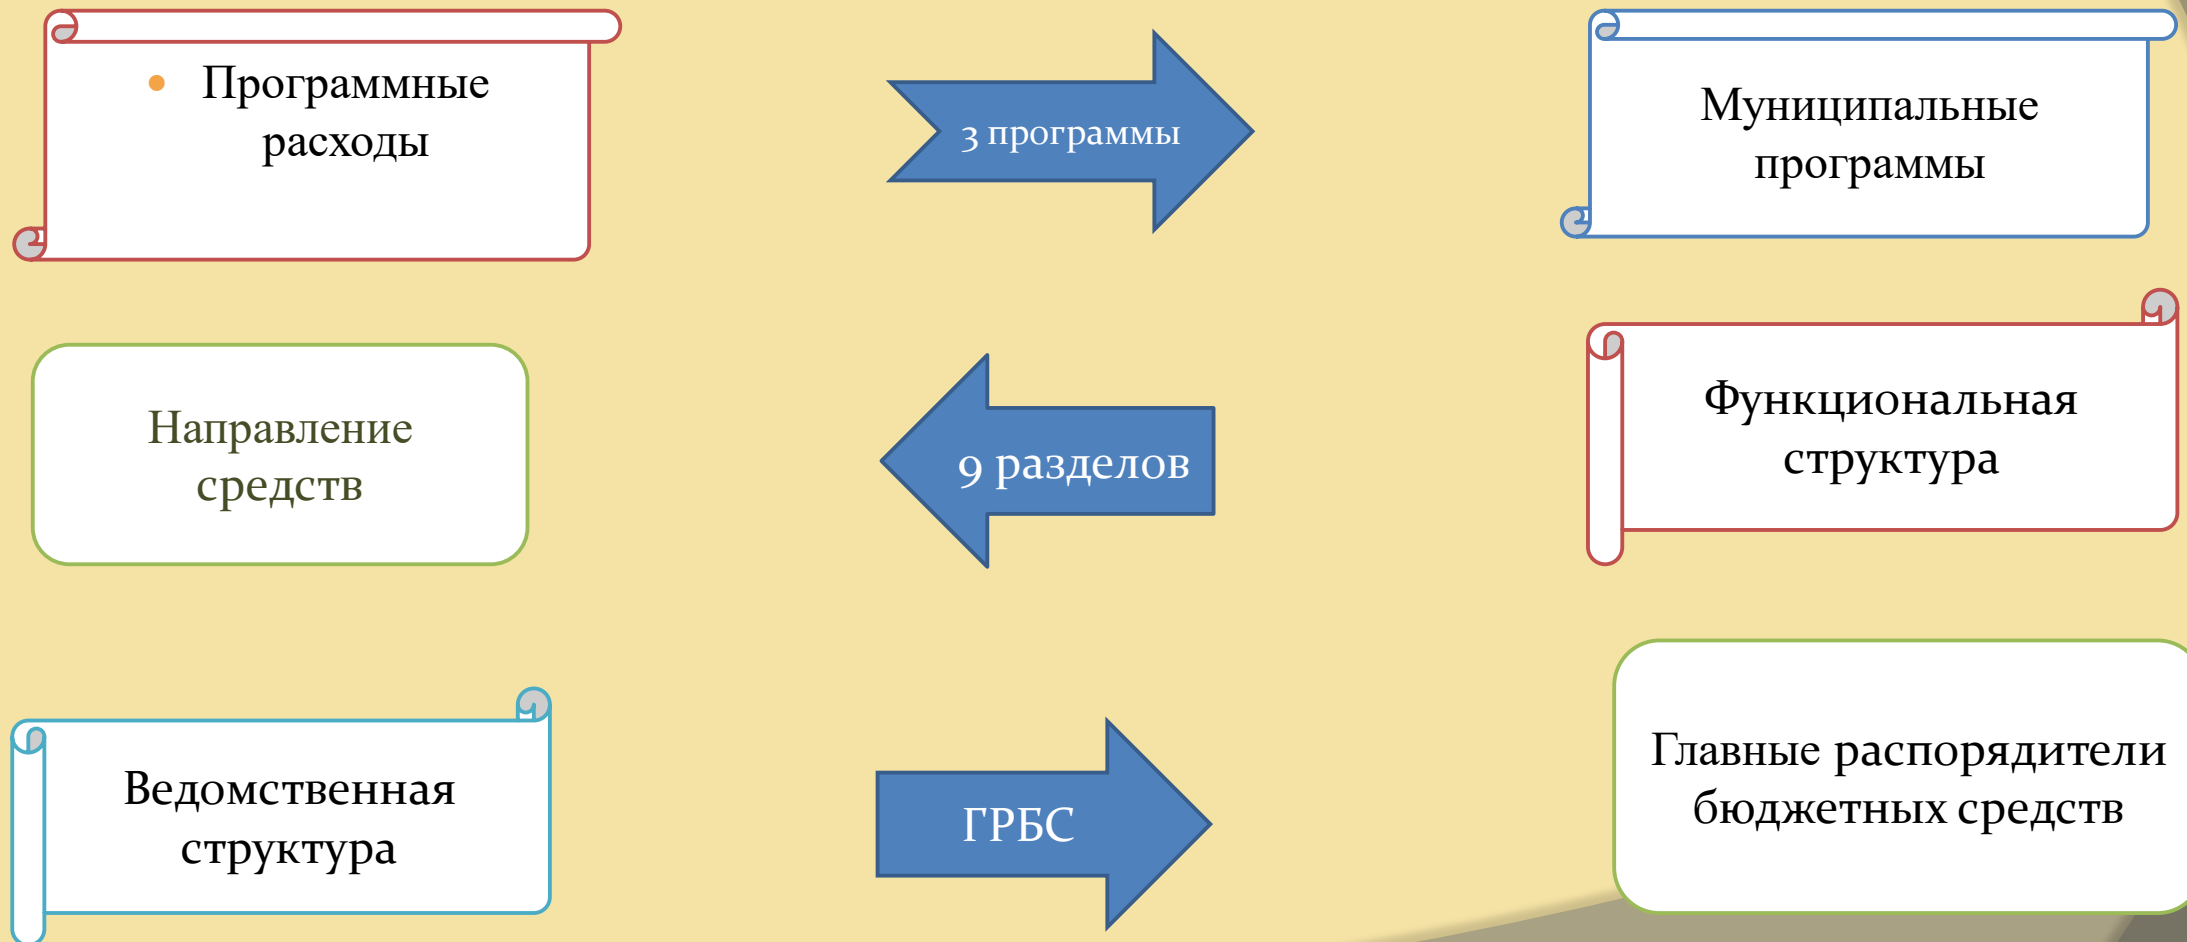 Программные
расходы
3 программы
Муниципальные
программы
Направление
средств
9 разделов
Функциональная
структура
Ведомственная
структура
ГРБС
Главные распорядители
бюджетных средств